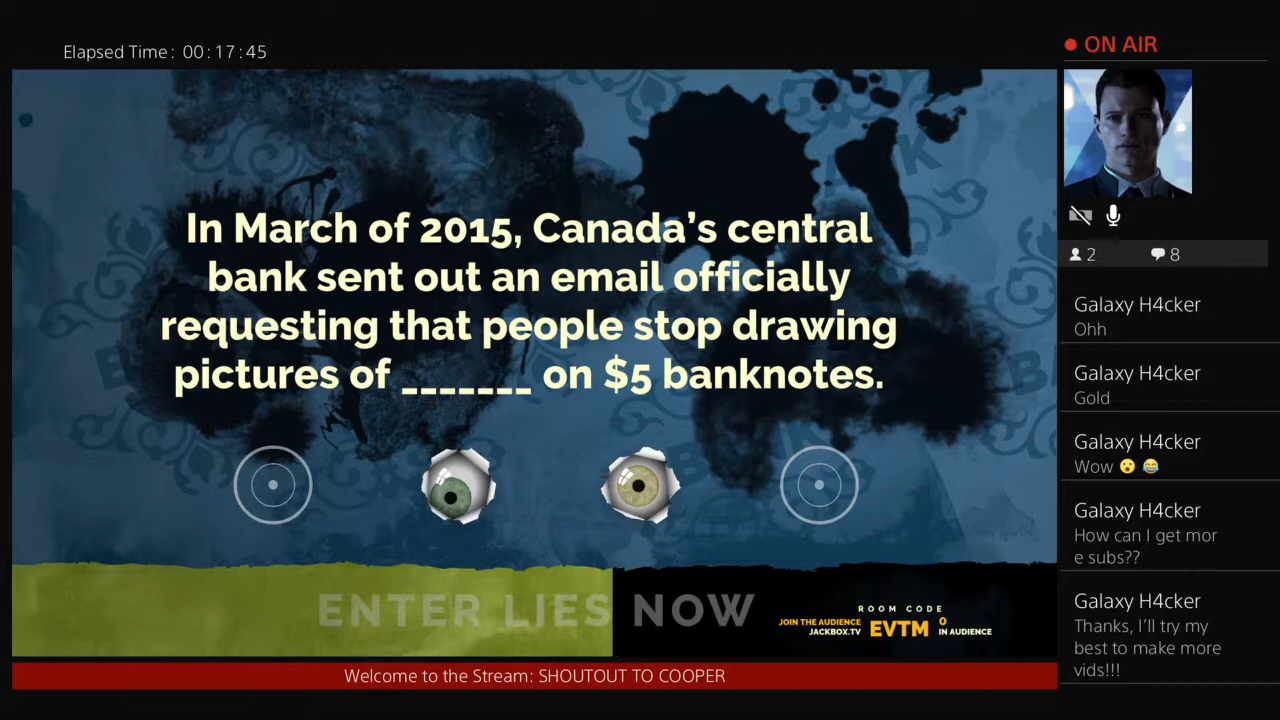 Elapsed Time: 00:17:45
ON AIR
In March of 2015, Canada's central
bank sent out an email officially
requesting that people stop drawing
pictures of _______ on $5 banknotes.
ENTER LIES NOW
ROOM CODE
JOIN THE AUDIENCE
JACKBOX.TV
EVTM
0
IN AUDIENCE
Welcome to the Stream: SHOUTOUT TO COOPER
2
8
Galaxy H4cker
Ohh
Galaxy H4cker
Gold
Galaxy H4cker
Wow 😮 😂
Galaxy H4cker
How can I get mor
e subs??
Galaxy H4cker
Thanks, I'll try my
best to make more
vids!!!